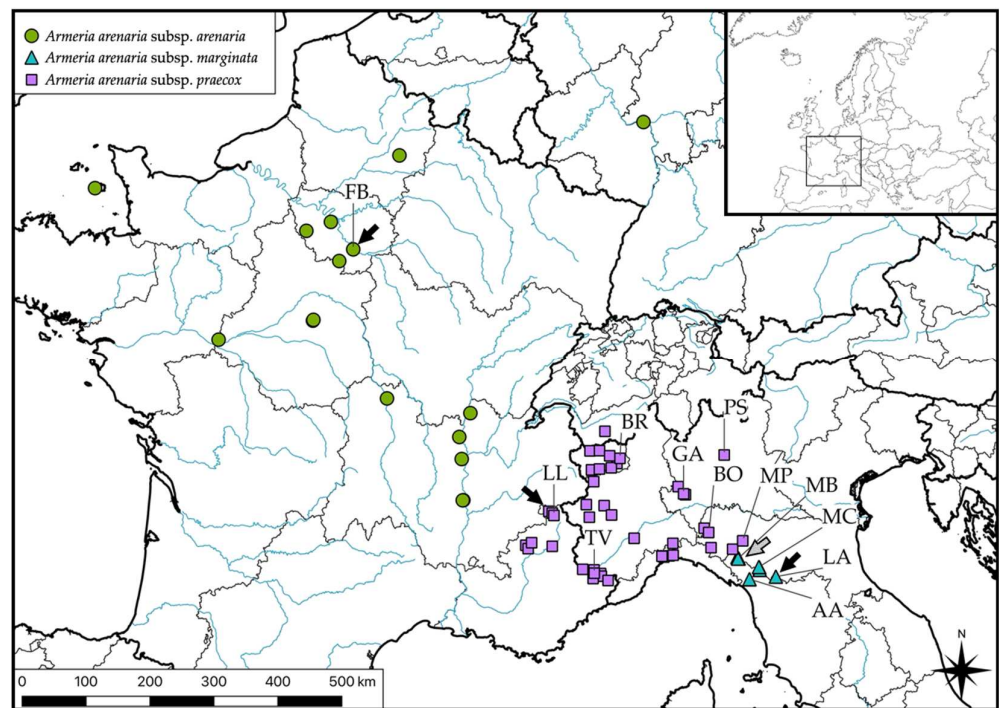 Armeria arenaria subsp. arenaria
Armeria arenaria subsp. marginata
Armeria arenaria subsp. praecox
FB
PS
BR
GA
BO
MP
MB
LL
MC
TV
LA
AA
N
0 100 200 300 400 500 km